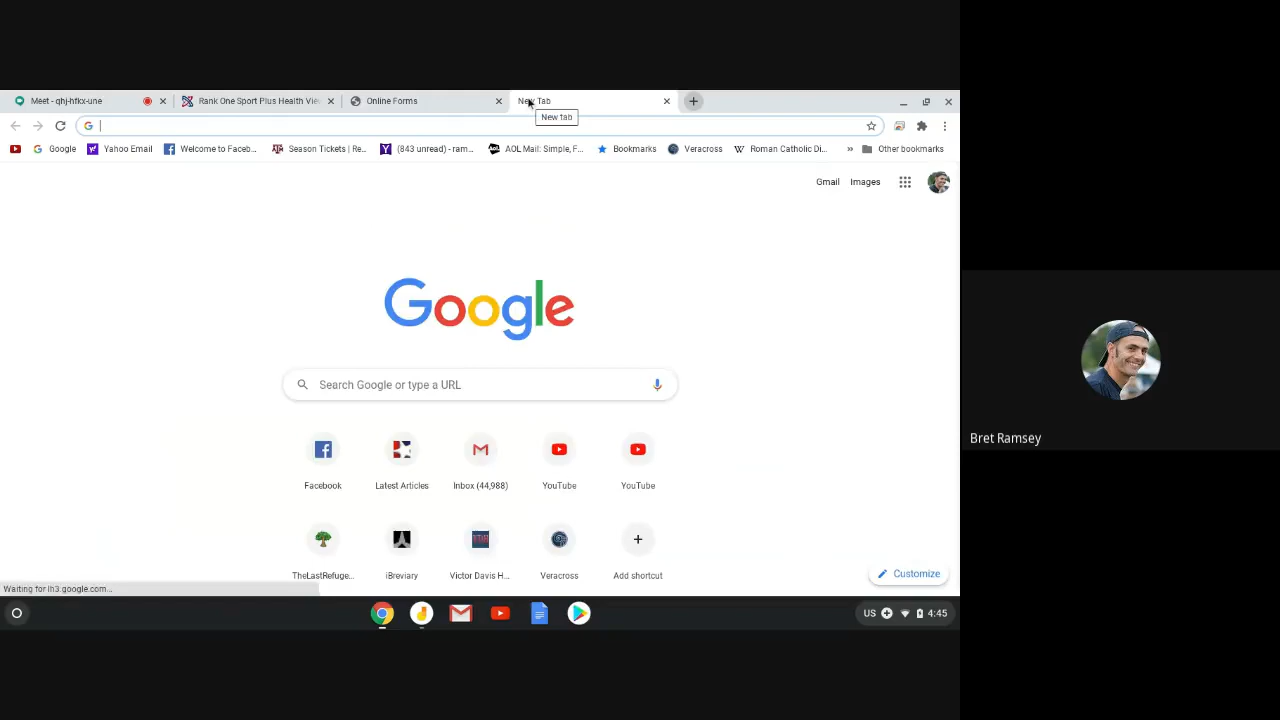 Meet - qhj-hfkx-une
Rank One Sport Plus Health Vie
Online Forms
New Tab
New tab
Google
Yahoo Email
Welcome to Faceb...
Season Tickets | Re...
(843 unread) - ram...
AOL Mail: Simple, F...
Bookmarks
Veracross
Roman Catholic Di...
»
Other bookmarks
Gmail
Images
Google
Search Google or type a URL
Facebook
Latest Articles
Inbox (44,988)
YouTube
YouTube
TheLastRefuge...
iBreviary
Victor Davis H...
Veracross
Add shortcut
Customize
Waiting for lh3.google.com...
US
4:45
Bret Ramsey